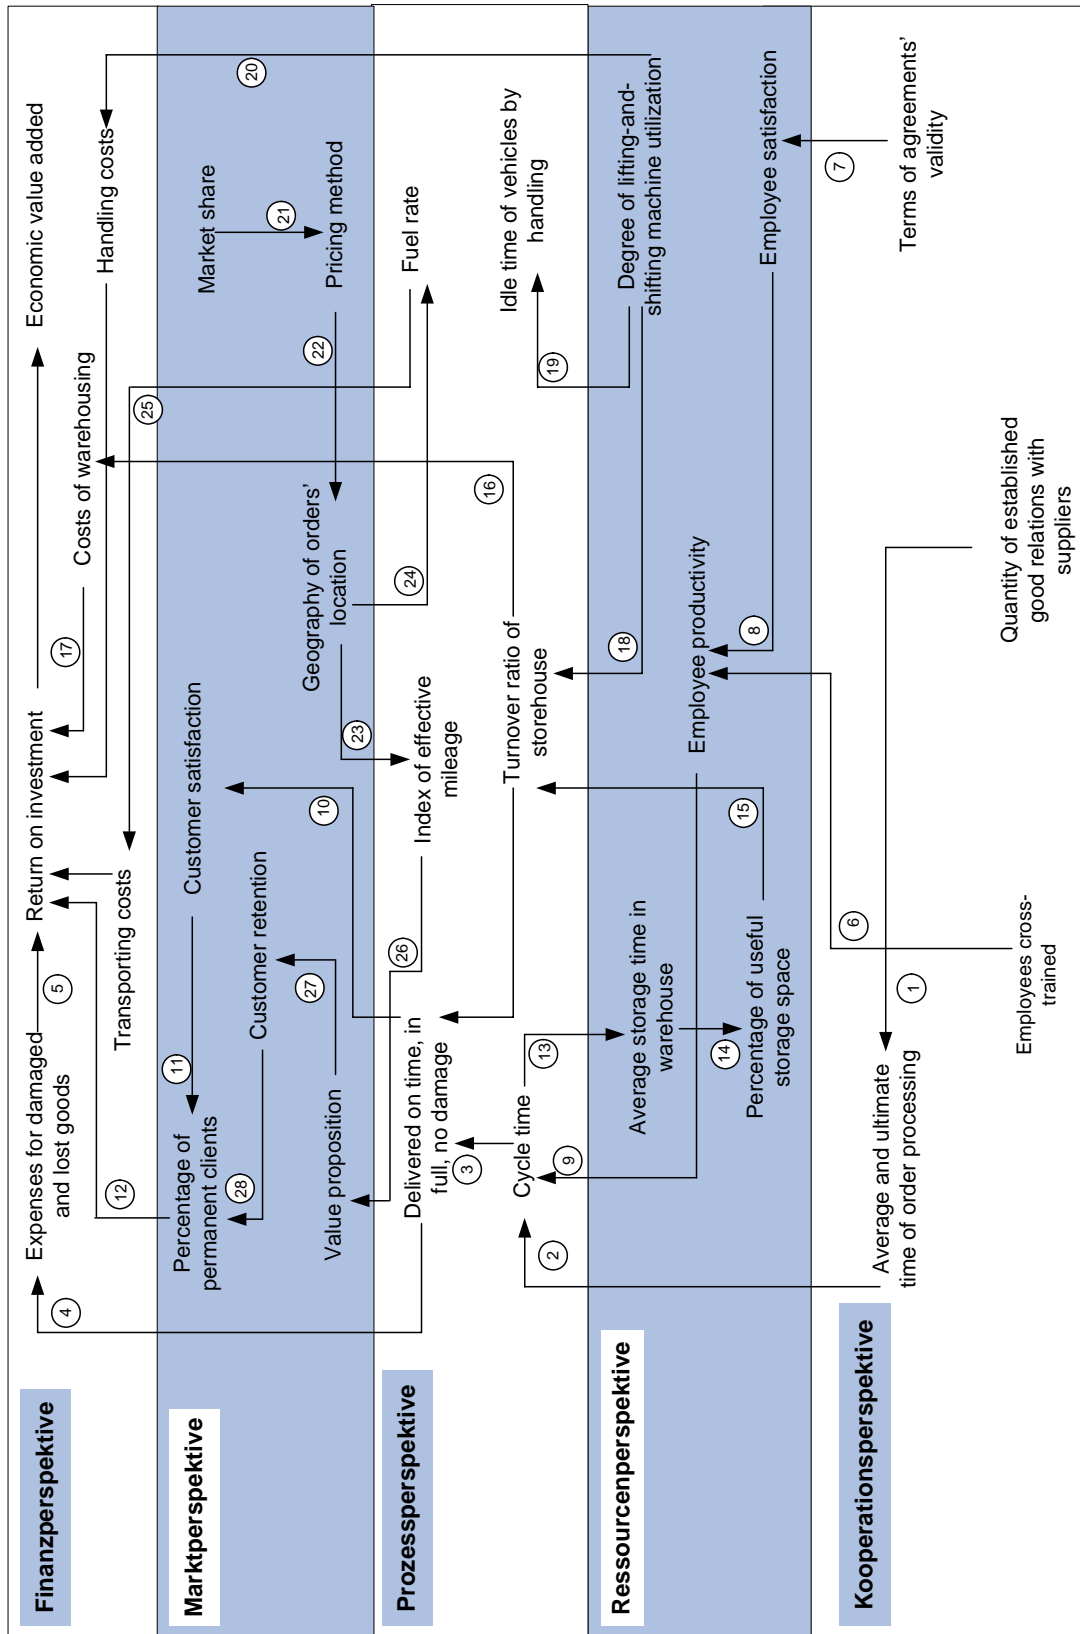 Finanzperspektive
4
Expenses for damaged
and lost goods
5
Return on investment
Economic value added
12
Transporting costs
17
Costs of warehousing
25
Handling costs
Marktperspektive
Percentage of
permanent clients
28
11
Customer satisfaction
Customer retention
27
Value proposition
10
Market share
21
Pricing method
22
Geography of orders'
location
23
20
Prozessperspektive
Delivered on time, in
full, no damage
3
26
Index of effective
mileage
24
Fuel rate
Cycle time
2
9
13
Turnover ratio of
storehouse
16
Idle time of vehicles by
handling
19
Ressourcenperspektive
Average storage time in
warehouse
14
Percentage of useful
storage space
15
18
Employee productivity
8
Degree of lifting-and-
shifting machine utilization
Employee satisfaction
7
Kooperationsperspektive
Average and ultimate
time of order processing
1
6
Employees cross-
trained
Quantity of established
good relations with
suppliers
Terms of agreements'
validity